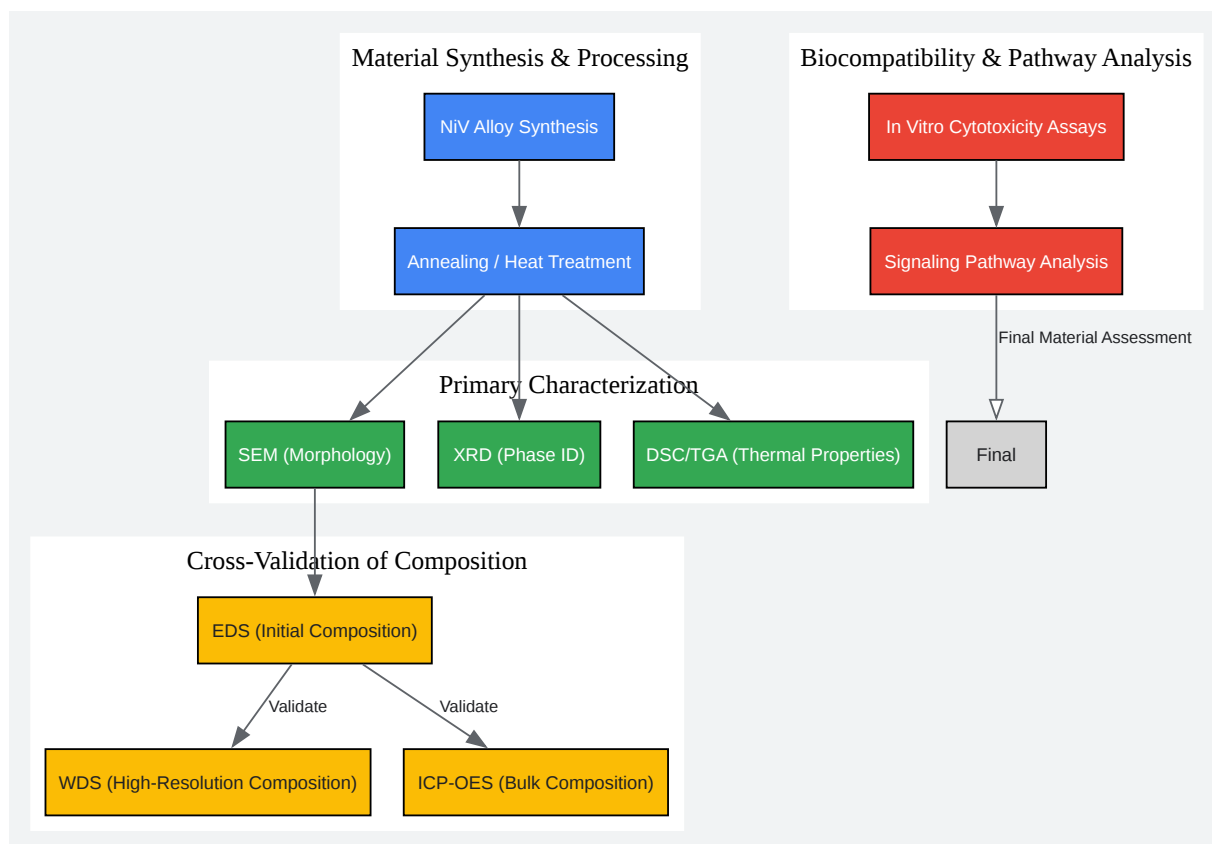 Material Synthesis & Processing
NiV Alloy Synthesis
Annealing / Heat Treatment
Biocompatibility & Pathway Analysis
In Vitro Cytotoxicity Assays
Signaling Pathway Analysis
Final Material Assessment
Final
Primary Characterization
SEM (Morphology)
XRD (Phase ID)
DSC/TGA (Thermal Properties)
Cross-Validation of Composition
EDS (Initial Composition)
Validate
Validate
WDS (High-Resolution Composition)
ICP-OES (Bulk Composition)